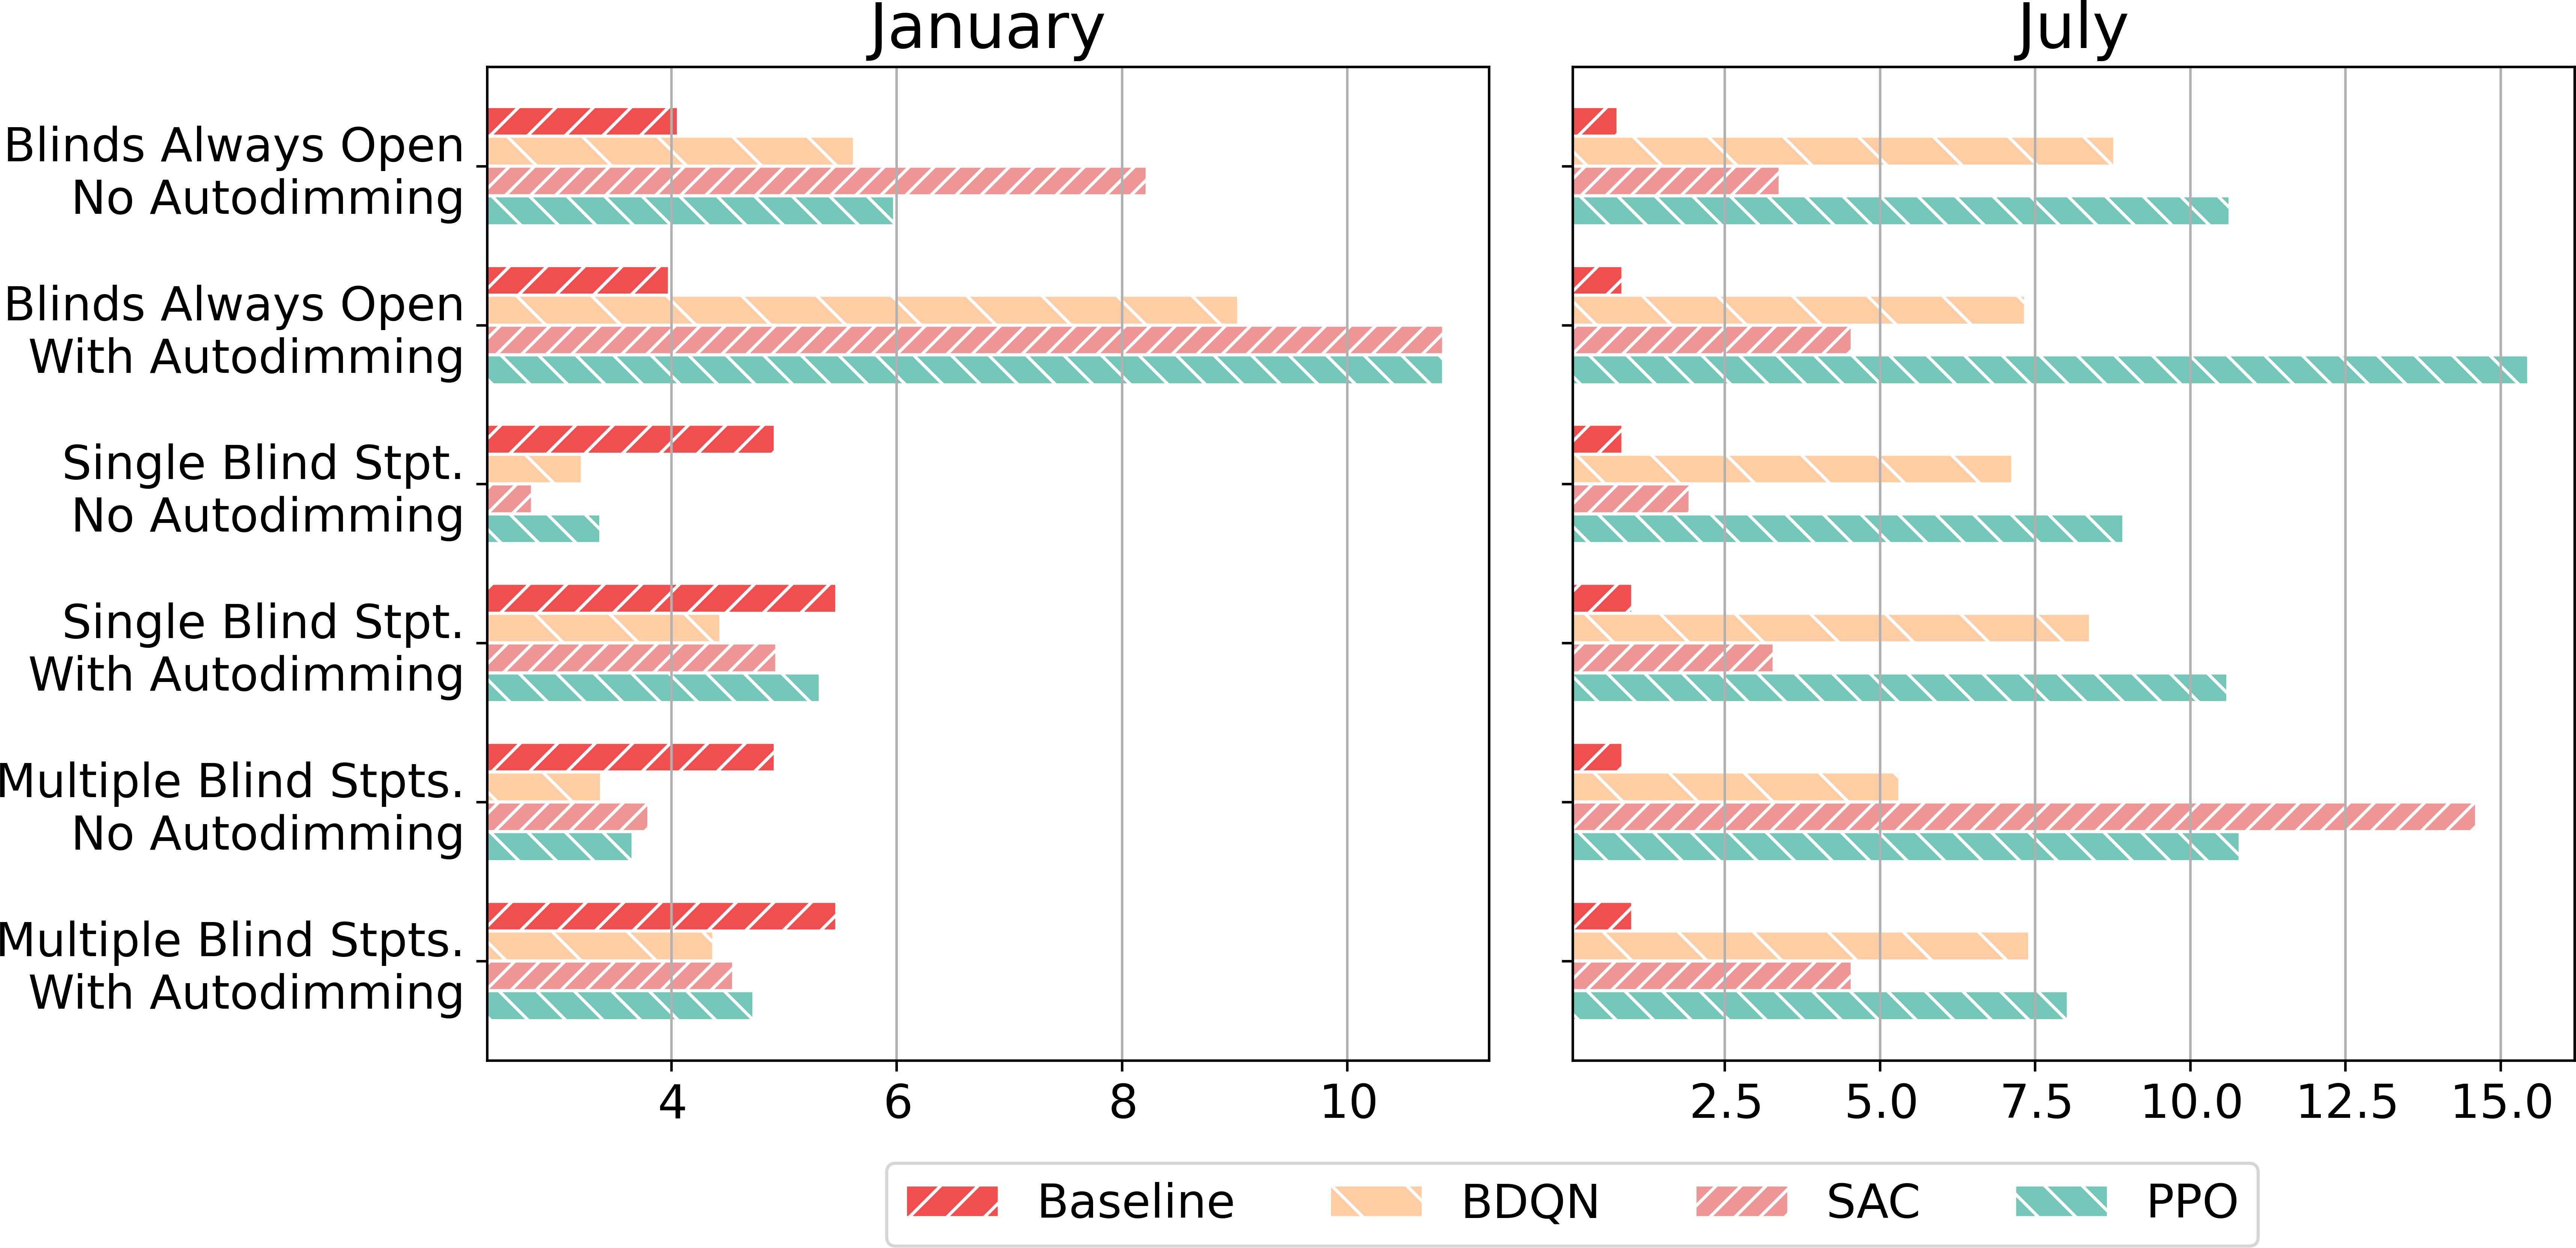 January
July
Blinds Always Open
No Autodimming
Blinds Always Open
With Autodimming
Single Blind Stpt.
No Autodimming
Single Blind Stpt.
With Autodimming
Multiple Blind Stpts.
No Autodimming
Multiple Blind Stpts.
With Autodimming
4 6 8 10
2.5 5.0 7.5 10.0 12.5 15.0
Baseline BDQN SAC PPO